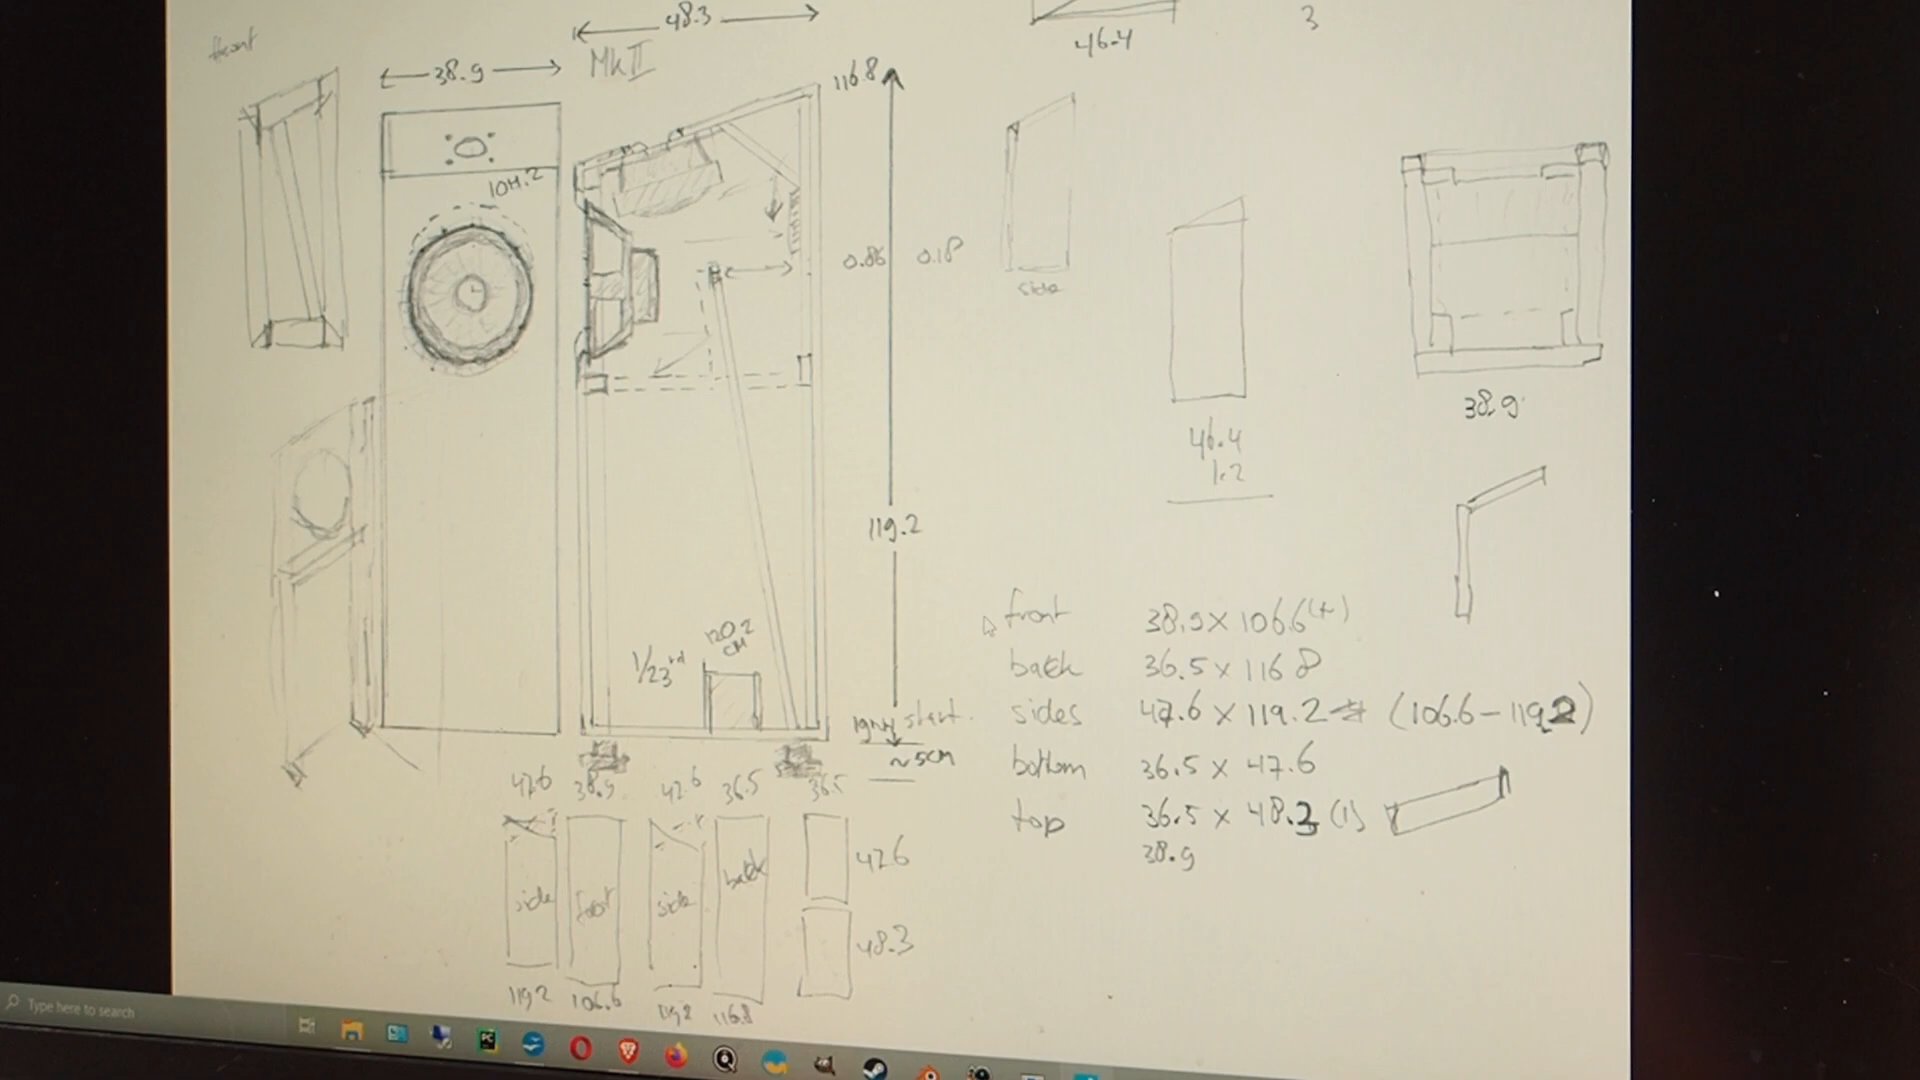 front
38.9
48.3
MkII
116.8
46.4
3
104.2
0.86 0.18
side
119.2
46.4
1.2
38.9
120.2
CM
1/23rd
start.
~5cm
front 38.9 x 106.6 (+)
back 36.5 x 116.8
sides 47.6 x 119.2 (106.6 - 119.2)
bottom 36.5 x 47.6
top 36.5 x 48.3 (1)
38.9
47.6 38.9 47.6 36.5 36.5
side front side back
47.6
48.3
119.2 106.6 119.2 116.8
Type here to search